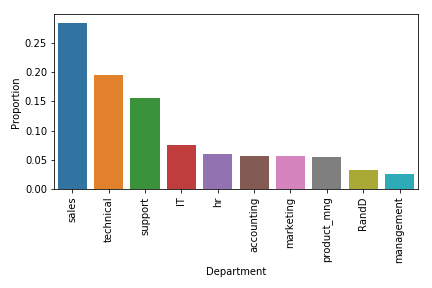 Proportion
0.25
0.20
0.15
0.10
0.05
0.00
sales
technical
support
IT
hr
accounting
marketing
product_mng
RandD
management
Department